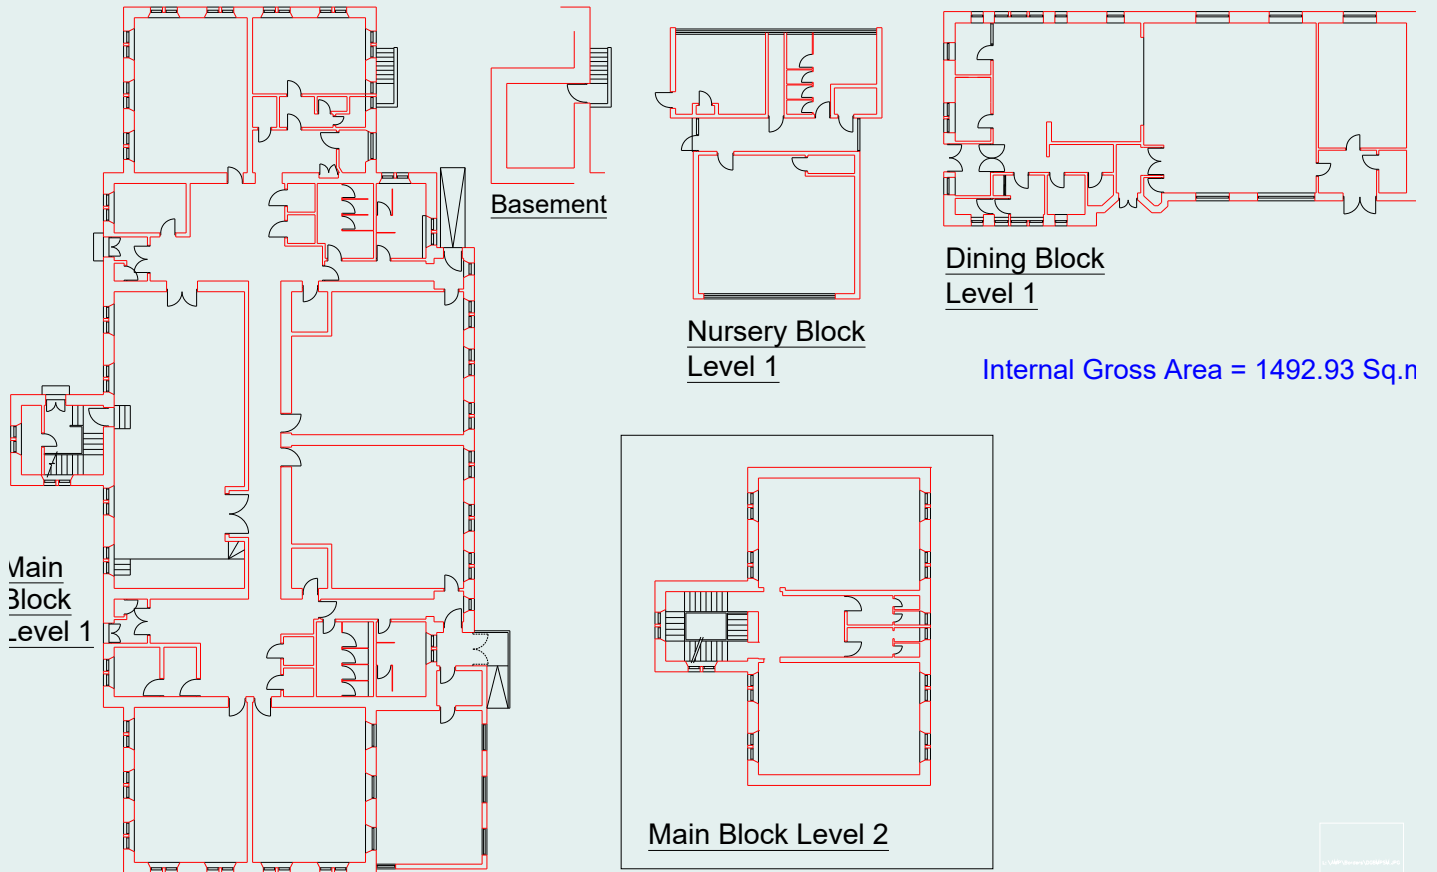 Basement
Dining Block
Level 1
Nursery Block
Level 1
Internal Gross Area = 1492.93 Sq.m
Main
Block
Level 1
Main Block Level 2